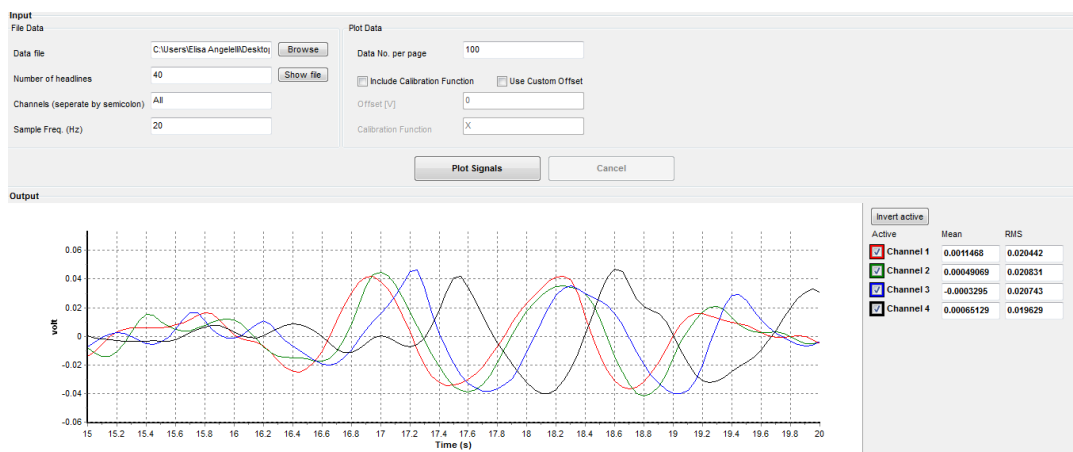 Input
File Data
Plot Data
Data file C:\Users\Elisa Angelelli\Desktop Browse
Data No. per page 100
Number of headlines 40 Show file
Include Calibration Function Use Custom Offset
Channels (seperate by semicolon) All
Offset [V] 0
Sample Freq. (Hz) 20
Calibration Function X
Plot Signals Cancel
Output
Invert active
Active Mean RMS
Channel 1 0.0011468 0.020442
Channel 2 0.00049069 0.020831
Channel 3 -0.0003295 0.020743
Channel 4 0.00065129 0.019629
0.06
0.04
0.02
0
-0.02
-0.04
-0.06
volt
15 15.2 15.4 15.6 15.8 16 16.2 16.4 16.6 16.8 17 17.2 17.4 17.6 17.8 18 18.2 18.4 18.6 18.8 19 19.2 19.4 19.6 19.8 20
Time (s)